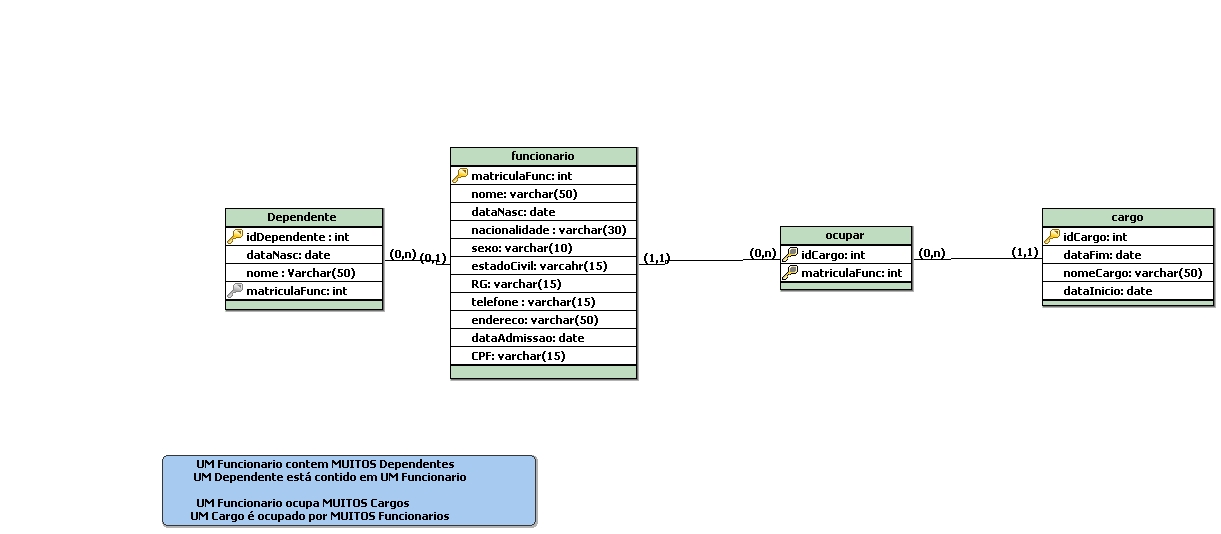 funcionario
matriculaFunc: int
nome: varchar(50)
dataNasc: date
nacionalidade : varchar(30)
sexo: varchar(10)
estadoCivil: varcahr(15)
RG: varchar(15)
telefone : varchar(15)
endereco: varchar(50)
dataAdmissao: date
CPF: varchar(15)
Dependente
idDependente : int
dataNasc: date
nome : Varchar(50)
matriculaFunc: int
(0,n)
(0,1)
(1,1)
(0,n)
ocupar
idCargo: int
matriculaFunc: int
(0,n)
(1,1)
cargo
idCargo: int
dataFim: date
nomeCargo: varchar(50)
dataInicio: date
UM Funcionario contem MUITOS Dependentes
UM Dependente está contido em UM Funcionario
UM Funcionario ocupa MUITOS Cargos
UM Cargo é ocupado por MUITOS Funcionarios